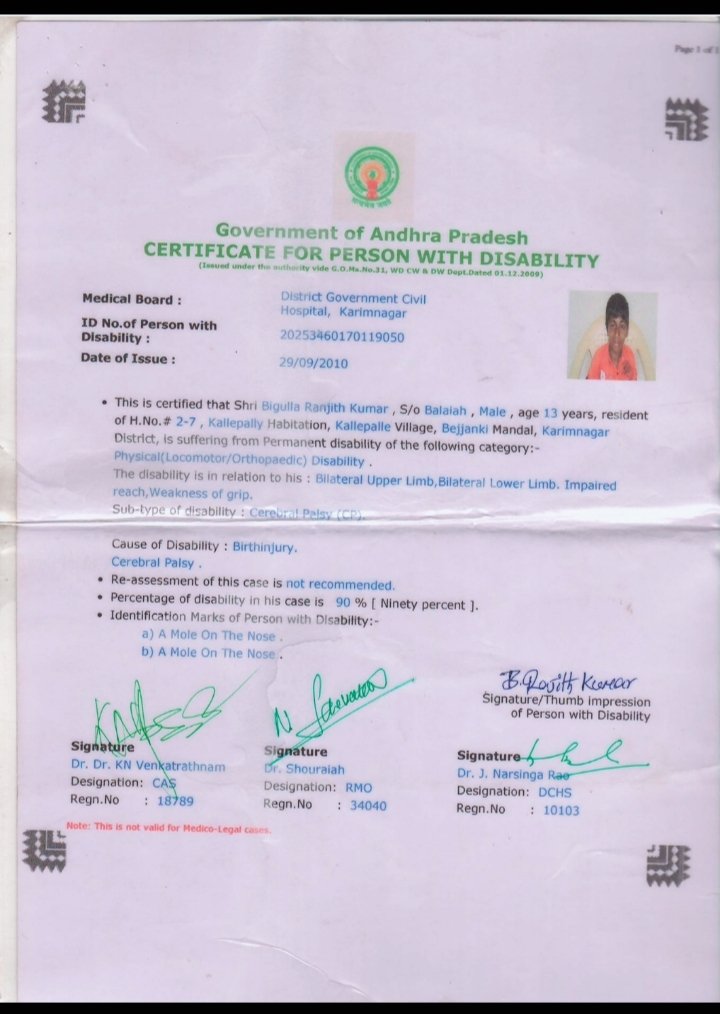 Page 1 of 1
Government of Andhra Pradesh
CERTIFICATE FOR PERSON WITH DISABILITY
(Issued under the authority vide G.O.Ms.No.31, WD CW & DW Dept.Dated 01.12.2009)
Medical Board : District Government Civil
Hospital, Karimnagar
ID No.of Person with
Disability : 20253460170119050
Date of Issue : 29/09/2010
• This is certified that Shri Bigulla Ranjith Kumar , S/o Balaiah , Male , age 13 years, resident
of H.No.# 2-7 , Kallepally Habitation, Kallepalle Village, Bejjanki Mandal, Karimnagar
District, is suffering from Permanent disability of the following category:-
Physical(Locomotor/Orthopaedic) Disability .
The disability is in relation to his : Bilateral Upper Limb,Bilateral Lower Limb. Impaired
reach,Weakness of grip.
Sub-type of disability : Cerebral Palsy (CP).
Cause of Disability : Birthinjury.
Cerebral Palsy .
• Re-assessment of this case is not recommended.
• Percentage of disability in his case is 90 % [ Ninety percent ].
• Identification Marks of Person with Disability:-
a) A Mole On The Nose .
b) A Mole On The Nose .
B. Kumar
Signature/Thumb Impression
of Person with Disability
Signature
Dr. Dr. KN Venkatrathnam
Designation: CAS
Regn.No : 18789
Signature
Dr. Shouraiah
Designation: RMO
Regn.No : 34040
Signature
Dr. J. Narsinga Rao
Designation: DCHS
Regn.No : 10103
Note: This is not valid for Medico-Legal cases.